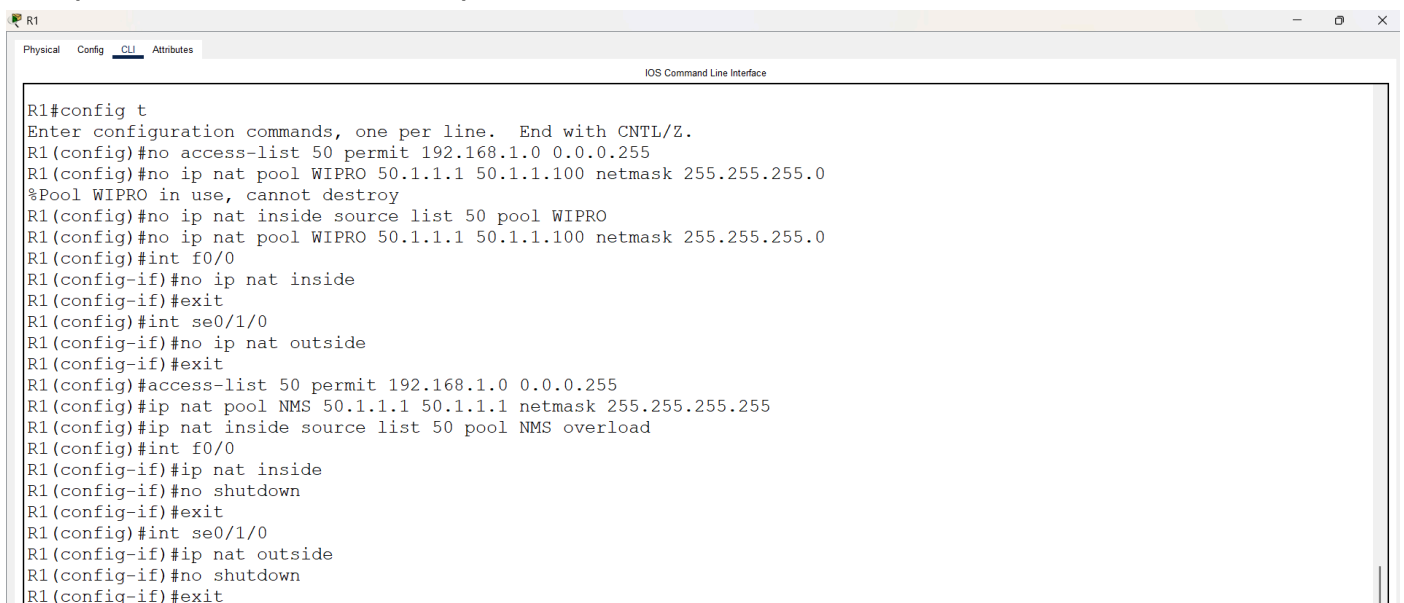 R1
Physical Config CLI Attributes
IOS Command Line Interface
R1#config t
Enter configuration commands, one per line.  End with CNTL/Z.
R1(config)#no access-list 50 permit 192.168.1.0 0.0.0.255
R1(config)#no ip nat pool WIPRO 50.1.1.1 50.1.1.100 netmask 255.255.255.0
%Pool WIPRO in use, cannot destroy
R1(config)#no ip nat inside source list 50 pool WIPRO
R1(config)#no ip nat pool WIPRO 50.1.1.1 50.1.1.100 netmask 255.255.255.0
R1(config)#int f0/0
R1(config-if)#no ip nat inside
R1(config-if)#exit
R1(config)#int se0/1/0
R1(config-if)#no ip nat outside
R1(config-if)#exit
R1(config)#access-list 50 permit 192.168.1.0 0.0.0.255
R1(config)#ip nat pool NMS 50.1.1.1 50.1.1.1 netmask 255.255.255.255
R1(config)#ip nat inside source list 50 pool NMS overload
R1(config)#int f0/0
R1(config-if)#ip nat inside
R1(config-if)#no shutdown
R1(config-if)#exit
R1(config)#int se0/1/0
R1(config-if)#ip nat outside
R1(config-if)#no shutdown
R1(config-if)#exit